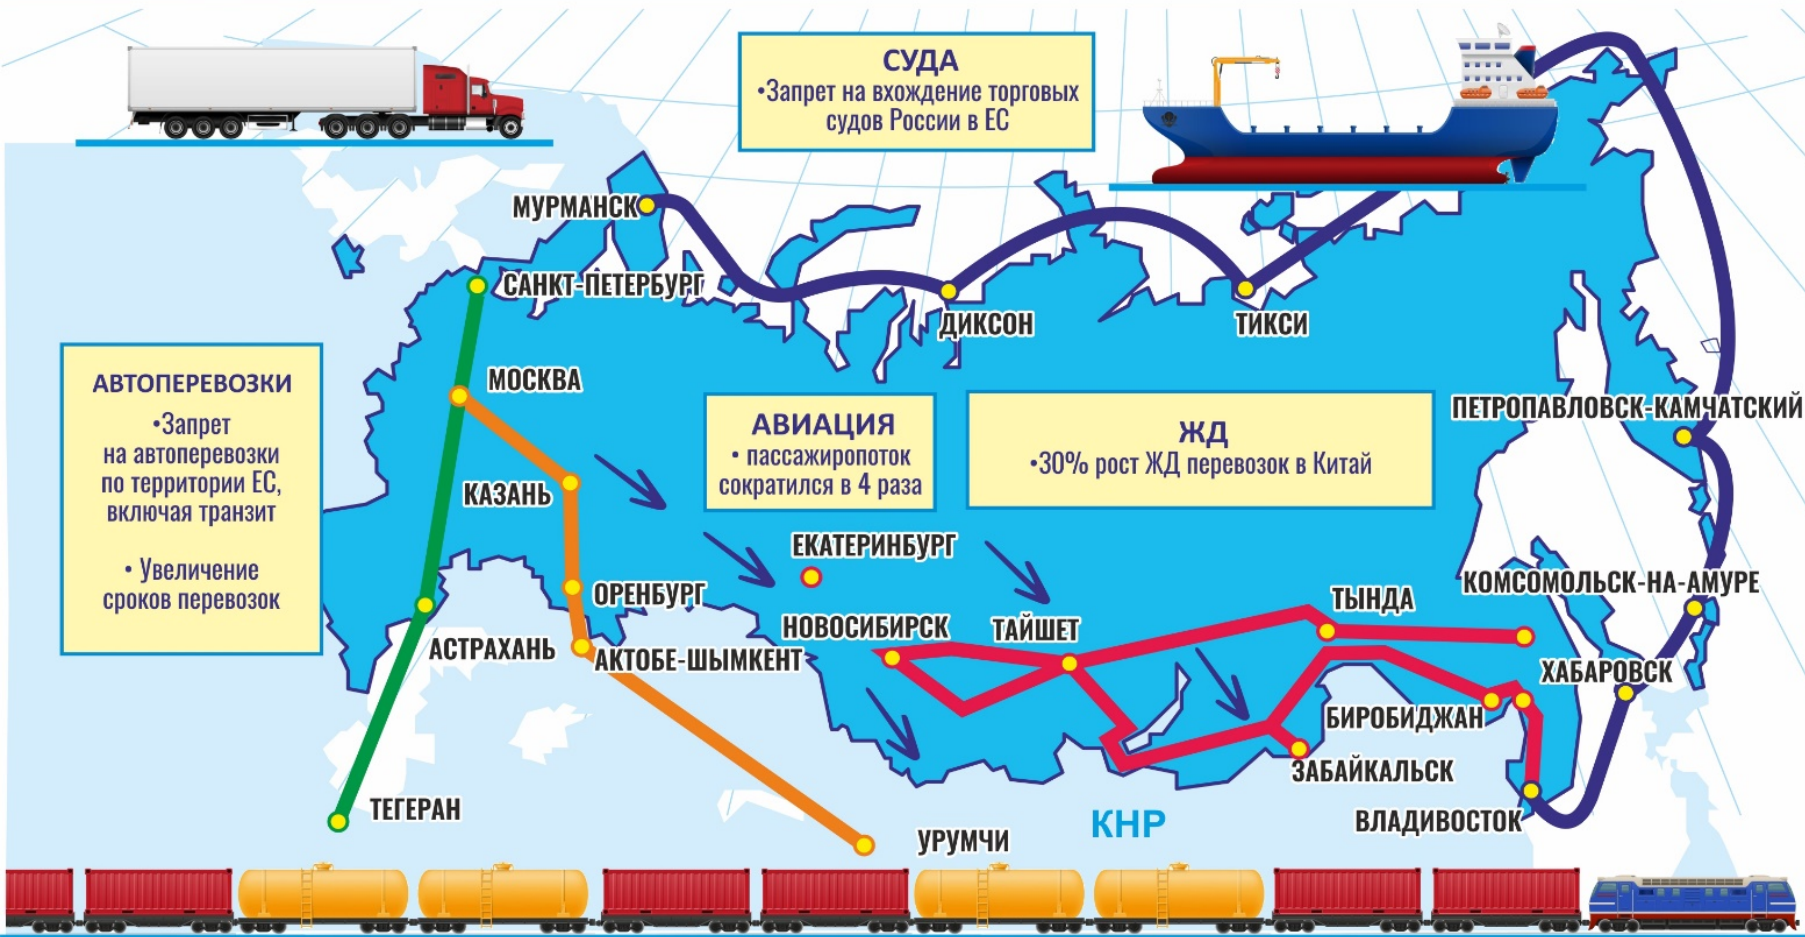 СУДА
•Запрет на вхождение торговых
судов России в ЕС
МУРМАНСК
САНКТ-ПЕТЕРБУРГ
ДИКСОН
ТИКСИ
АВТОПЕРЕВОЗКИ
•Запрет
на автоперевозки
по территории ЕС,
включая транзит
• Увеличение
сроков перевозок
МОСКВА
АВИАЦИЯ
• пассажиропоток
сократился в 4 раза
ЖД
•30% рост ЖД перевозок в Китай
ПЕТРОПАВЛОВСК-КАМЧАТСКИЙ
КАЗАНЬ
ЕКАТЕРИНБУРГ
ОРЕНБУРГ
ТЫНДА
КОМСОМОЛЬСК-НА-АМУРЕ
НОВОСИБИРСК
ТАЙШЕТ
АСТРАХАНЬ
АКТОБЕ-ШЫМКЕНТ
ХАБАРОВСК
БИРОБИДЖАН
ЗАБАЙКАЛЬСК
ТЕГЕРАН
УРУМЧИ
КНР
ВЛАДИВОСТОК